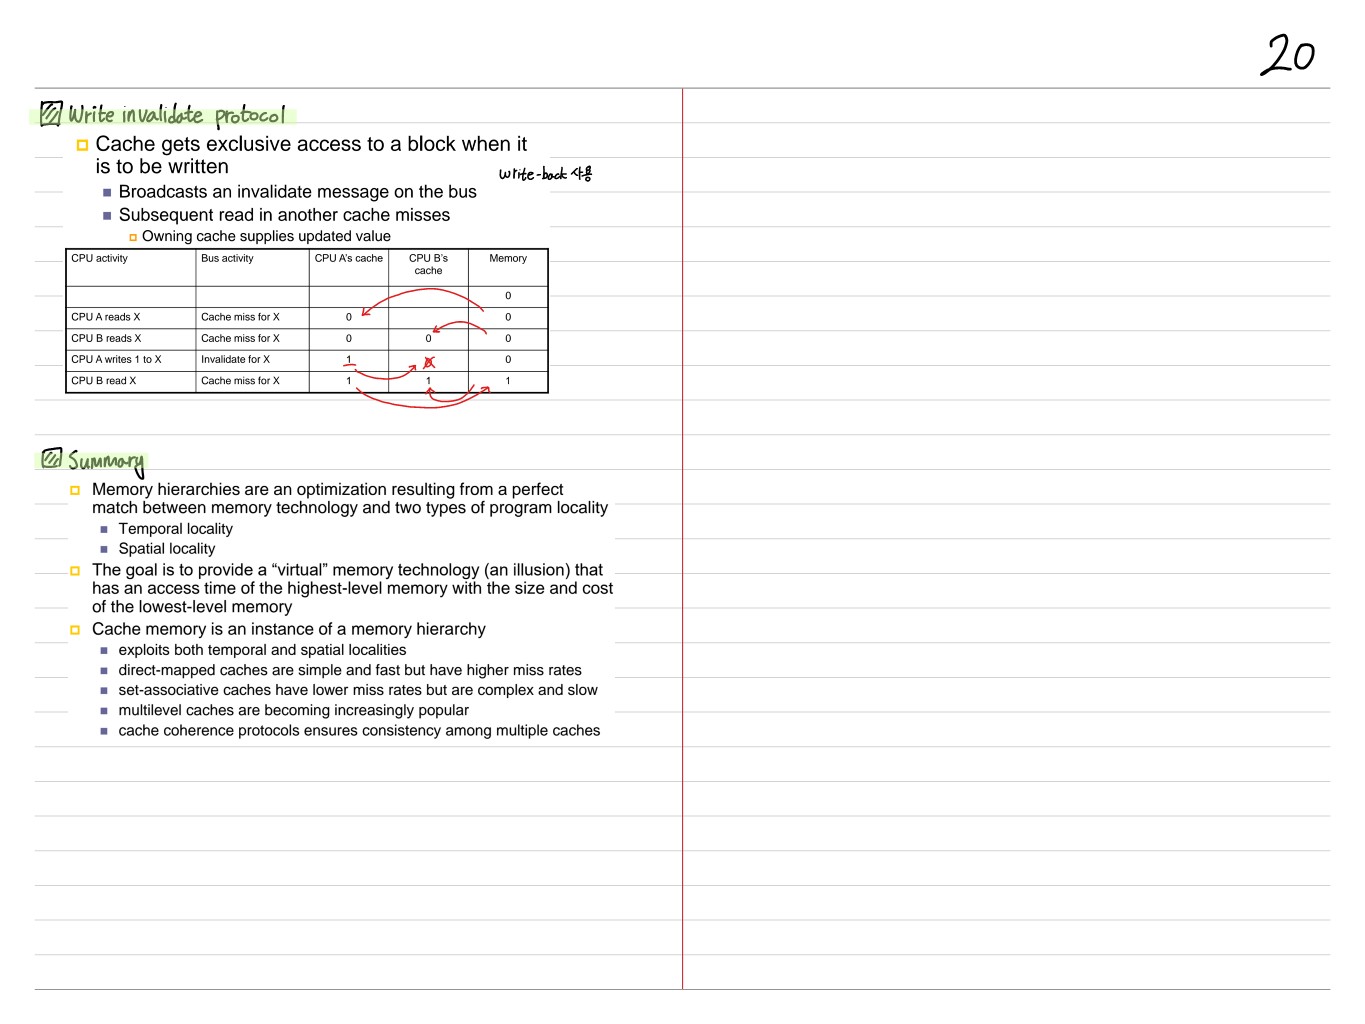 20
Write invalidate protocol
Cache gets exclusive access to a block when it
is to be written
write-back 사용
Broadcasts an invalidate message on the bus
Subsequent read in another cache misses
Owning cache supplies updated value
CPU activity Bus activity CPU A's cache CPU B's cache Memory
0
CPU A reads X Cache miss for X 0 0
CPU B reads X Cache miss for X 0 0 0
CPU A writes 1 to X Invalidate for X 1 0 0
CPU B read X Cache miss for X 1 1 1
Summary
Memory hierarchies are an optimization resulting from a perfect
match between memory technology and two types of program locality
Temporal locality
Spatial locality
The goal is to provide a “virtual” memory technology (an illusion) that
has an access time of the highest-level memory with the size and cost
of the lowest-level memory
Cache memory is an instance of a memory hierarchy
exploits both temporal and spatial localities
direct-mapped caches are simple and fast but have higher miss rates
set-associative caches have lower miss rates but are complex and slow
multilevel caches are becoming increasingly popular
cache coherence protocols ensures consistency among multiple caches